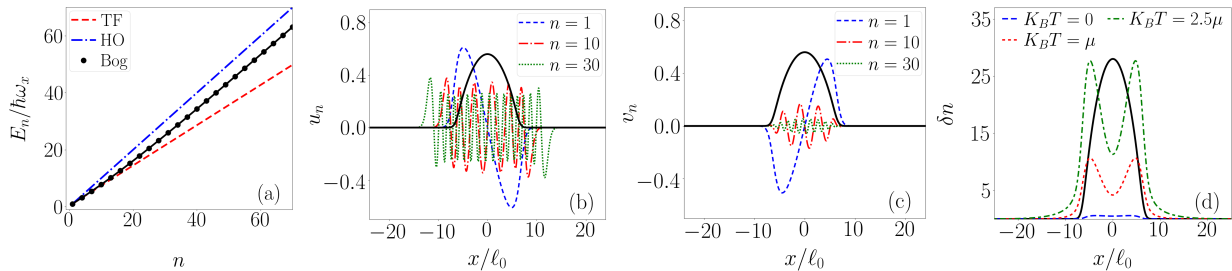 60
40
20
0
0 20 40 60
E_n/ħω_x
n
TF
HO
Bog
(a)
0.8
0.4
0.0
−0.4
−20 −10 0 10 20
u_n
x/ℓ_0
n = 1
n = 10
n = 30
(b)
0.8
0.4
0.0
−0.4
−20 −10 0 10 20
v_n
x/ℓ_0
n = 1
n = 10
n = 30
(c)
35
25
15
5
−20 −10 0 10 20
δn
x/ℓ_0
K_BT = 0
K_BT = μ
K_BT = 2.5μ
(d)